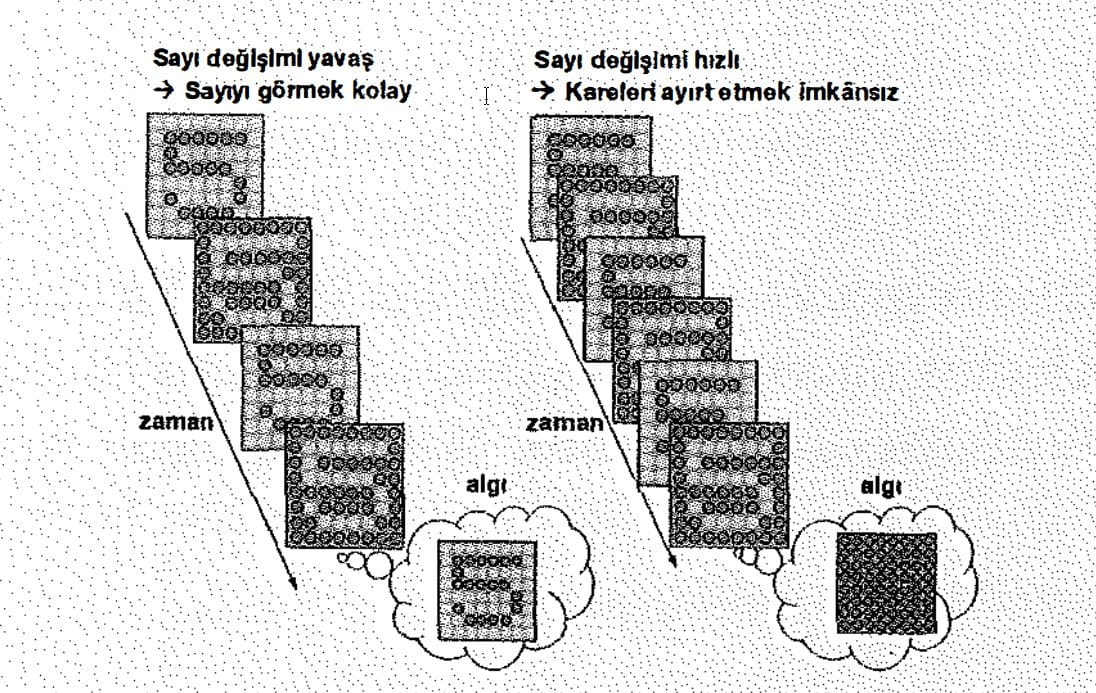 Sayı değişimi yavaş
→ Sayıyı görmek kolay
Sayı değişimi hızlı
→ Kareleri ayırt etmek imkânsız
zaman
algı
zaman
algı